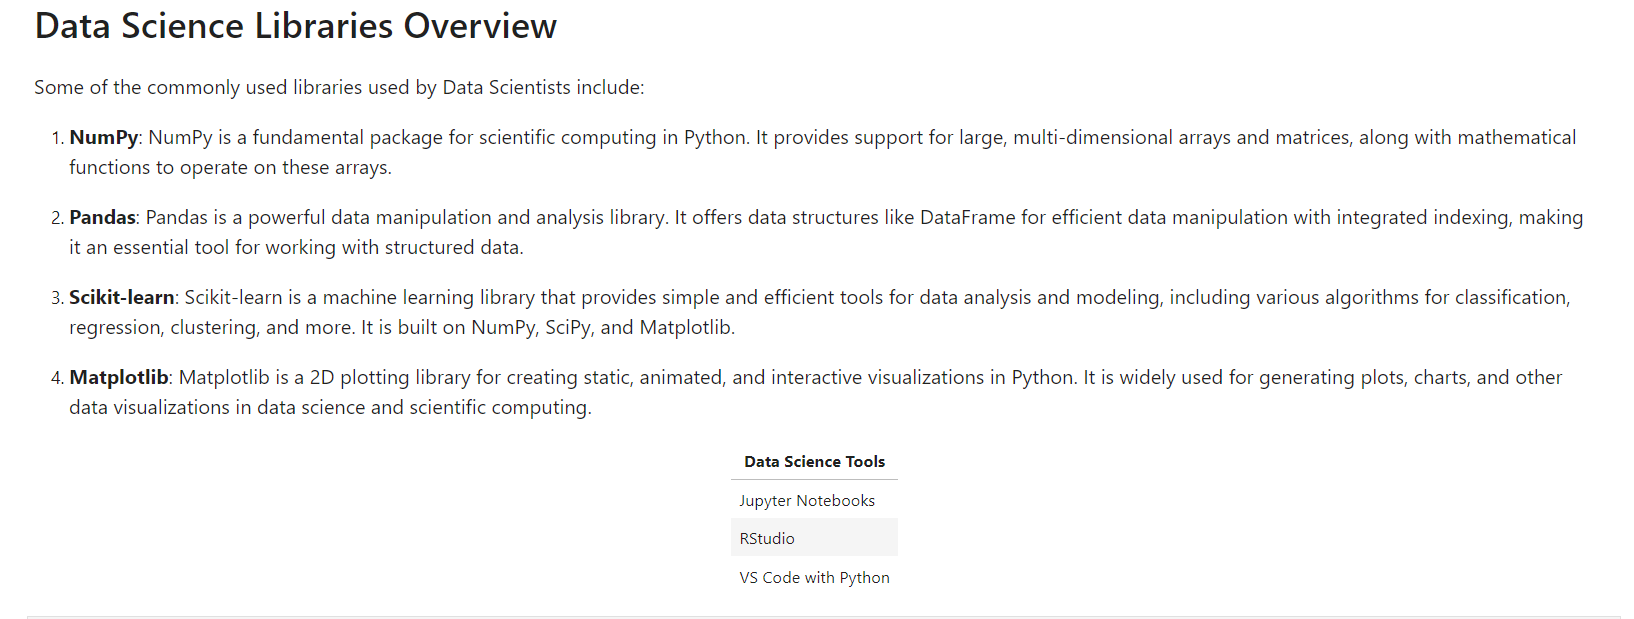 Data Science Libraries Overview
Some of the commonly used libraries used by Data Scientists include:
1. NumPy: NumPy is a fundamental package for scientific computing in Python. It provides support for large, multi-dimensional arrays and matrices, along with mathematical
functions to operate on these arrays.
2. Pandas: Pandas is a powerful data manipulation and analysis library. It offers data structures like DataFrame for efficient data manipulation with integrated indexing, making
it an essential tool for working with structured data.
3. Scikit-learn: Scikit-learn is a machine learning library that provides simple and efficient tools for data analysis and modeling, including various algorithms for classification,
regression, clustering, and more. It is built on NumPy, SciPy, and Matplotlib.
4. Matplotlib: Matplotlib is a 2D plotting library for creating static, animated, and interactive visualizations in Python. It is widely used for generating plots, charts, and other
data visualizations in data science and scientific computing.
Data Science Tools
Jupyter Notebooks
RStudio
VS Code with Python